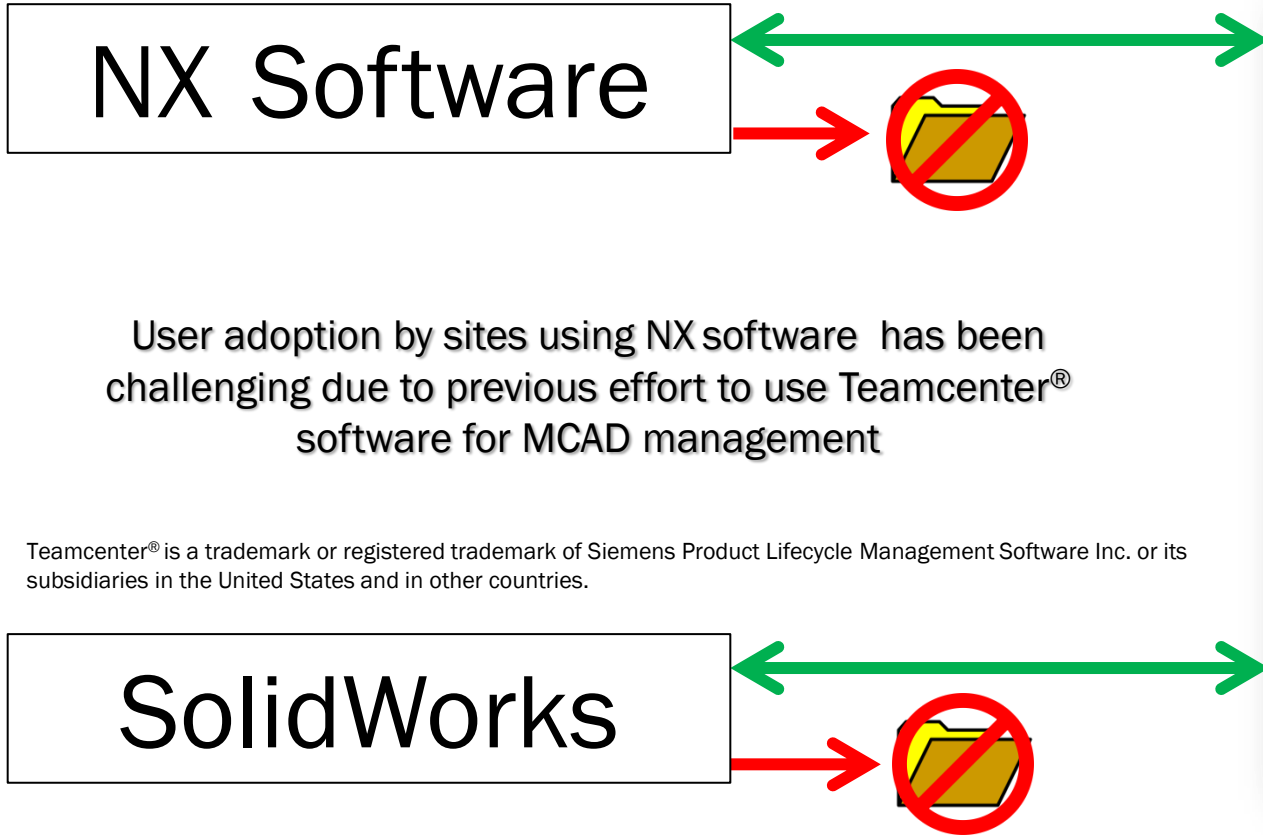 NX Software
User adoption by sites using NX software has been
challenging due to previous effort to use Teamcenter®
software for MCAD management
Teamcenter® is a trademark or registered trademark of Siemens Product Lifecycle Management Software Inc. or its
subsidiaries in the United States and in other countries.
SolidWorks